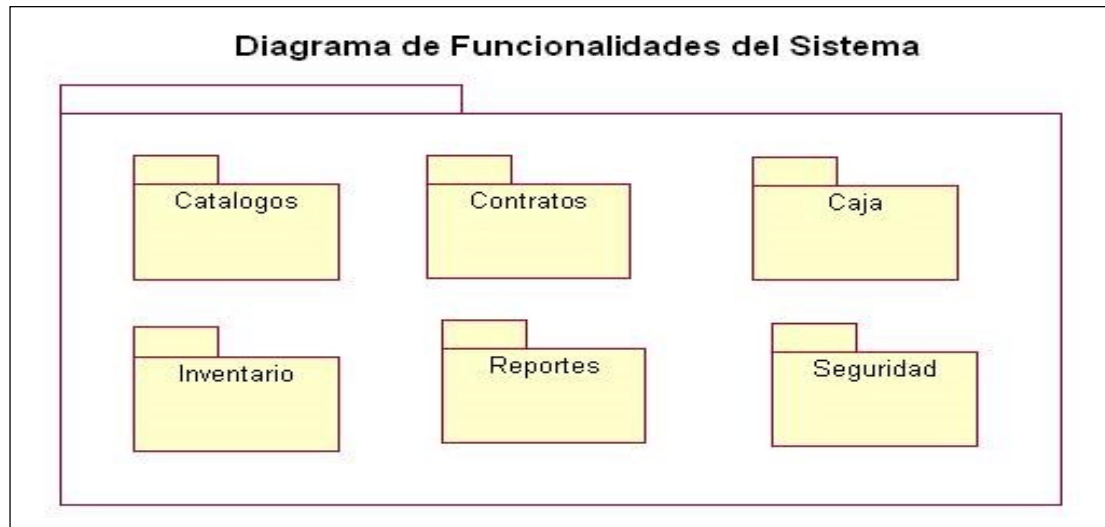 Diagrama de Funcionalidades del Sistema
Catalogos
Contratos
Caja
Inventario
Reportes
Seguridad